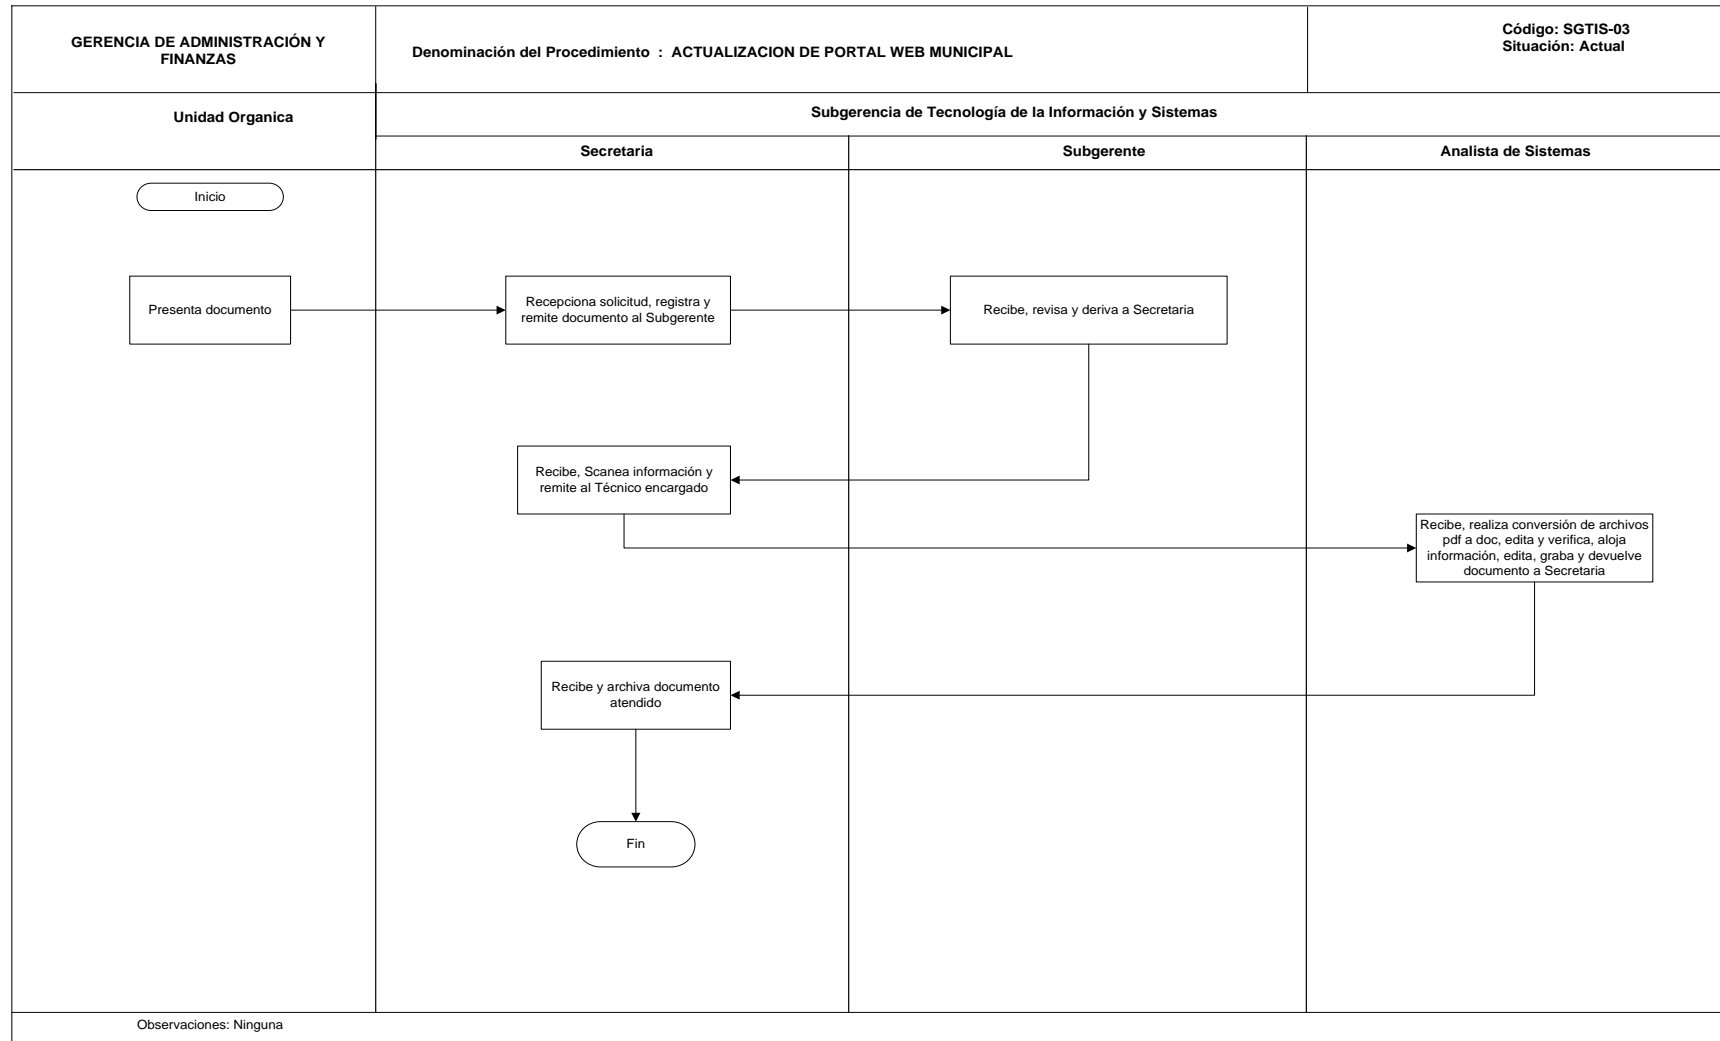 GERENCIA DE ADMINISTRACIÓN Y
FINANZAS
Denominación del Procedimiento : ACTUALIZACION DE PORTAL WEB MUNICIPAL
Código: SGTIS-03
Situación: Actual
Unidad Organica
Subgerencia de Tecnología de la Información y Sistemas
Secretaria
Subgerente
Analista de Sistemas
Inicio
Presenta documento
Recepciona solicitud, registra y
remite documento al Subgerente
Recibe, revisa y deriva a Secretaria
Recibe, Scanea información y
remite al Técnico encargado
Recibe, realiza conversión de archivos
pdf a doc, edita y verifica, aloja
información, edita, graba y devuelve
documento a Secretaria
Recibe y archiva documento
atendido
Fin
Observaciones: Ninguna